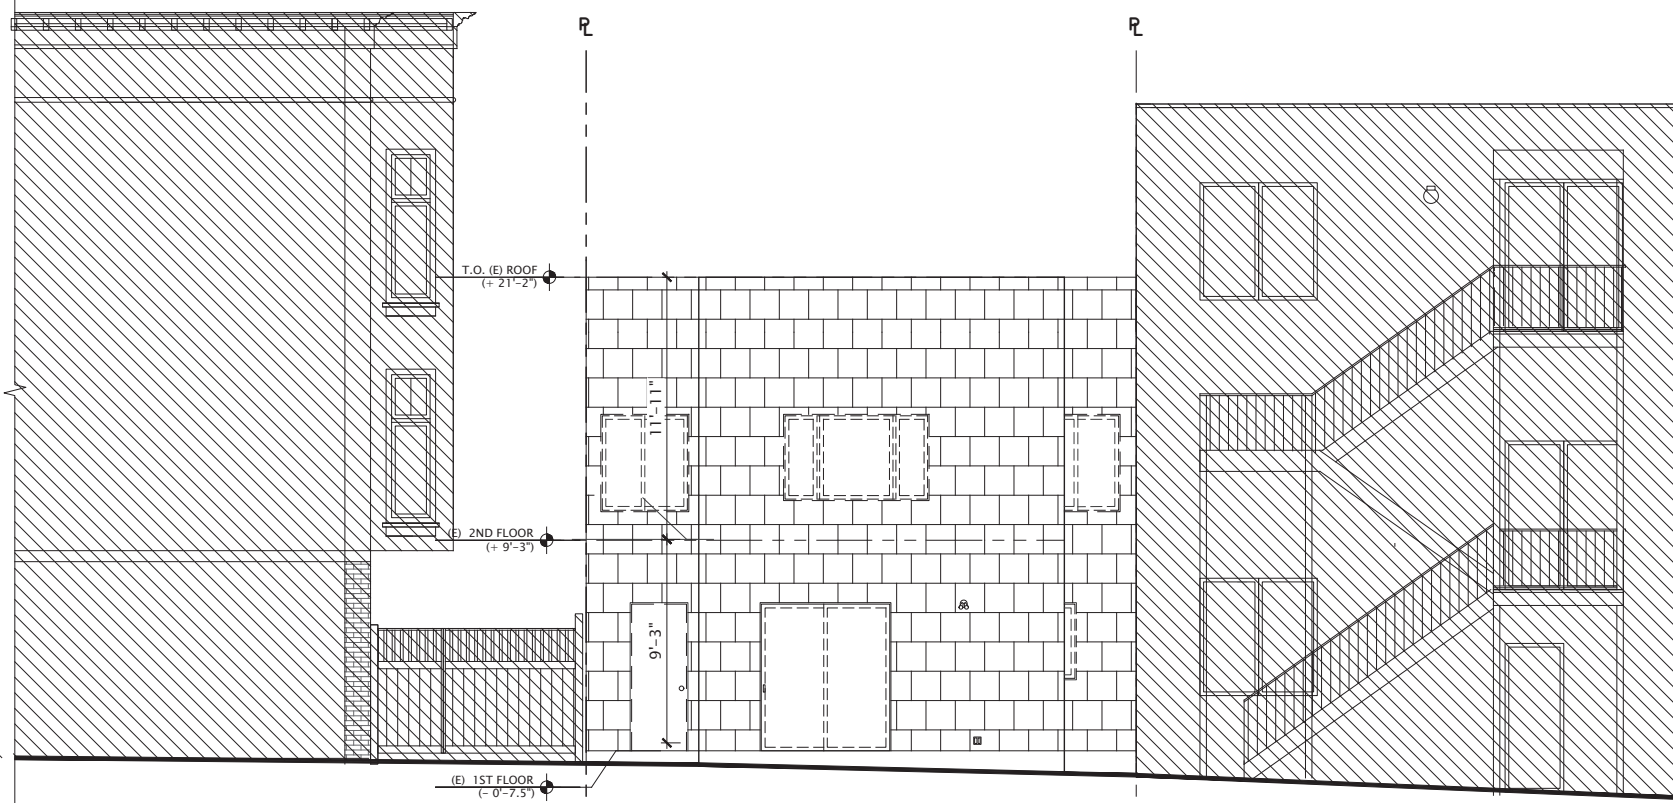 PL
PL
T.O. (E) ROOF
(+ 21'-2")
11'-11"
(E) 2ND FLOOR
(+ 9'-3")
9'-3"
(E) 1ST FLOOR
(- 0'-7.5")